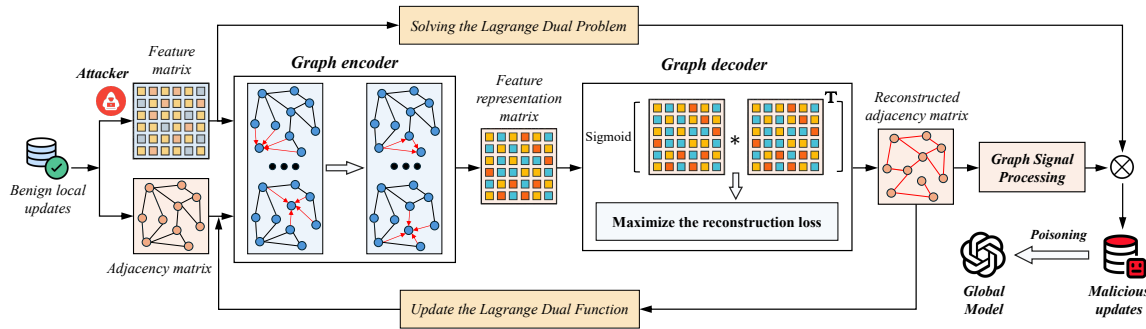 Solving the Lagrange Dual Problem
Attacker
Feature
matrix
Graph encoder
Graph decoder
Feature
representation
matrix
Sigmoid
*
T
Reconstructed
adjacency matrix
Benign local
updates
Graph Signal
Processing
Maximize the reconstruction loss
Adjacency matrix
Poisoning
Global
Model
Malicious
updates
Update the Lagrange Dual Function